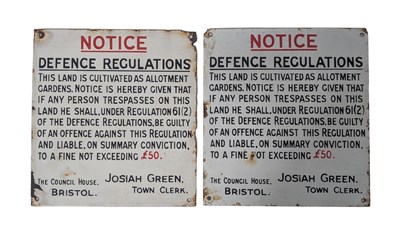 NOTICE
DEFENCE REGULATIONS
THIS LAND IS CULTIVATED AS ALLOTMENT
GARDENS. NOTICE IS HEREBY GIVEN THAT
IF ANY PERSON TRESPASSES ON THIS
LAND HE SHALL, UNDER REGULATION 61(2)
OF THE DEFENCE REGULATIONS, BE GUILTY
OF AN OFFENCE AGAINST THIS REGULATION
AND LIABLE, ON SUMMARY CONVICTION,
TO A FINE NOT EXCEEDING £50.
THE COUNCIL HOUSE, JOSIAH GREEN,
BRISTOL. TOWN CLERK.
NOTICE
DEFENCE REGULATIONS
THIS LAND IS CULTIVATED AS ALLOTMENT
GARDENS. NOTICE IS HEREBY GIVEN THAT
IF ANY PERSON TRESPASSES ON THIS
LAND HE SHALL, UNDER REGULATION 61(2)
OF THE DEFENCE REGULATIONS, BE GUILTY
OF AN OFFENCE AGAINST THIS REGULATION
AND LIABLE, ON SUMMARY CONVICTION,
TO A FINE NOT EXCEEDING £50.
THE COUNCIL HOUSE, JOSIAH GREEN,
BRISTOL. TOWN CLERK.